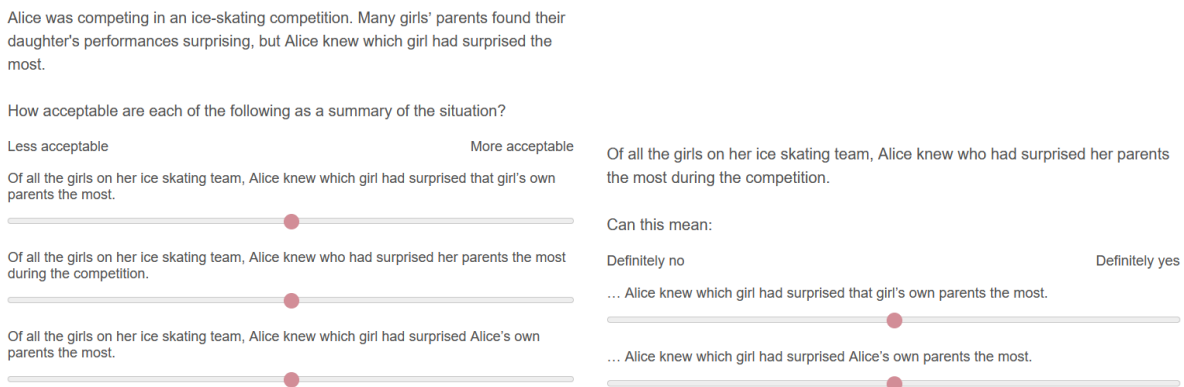 Alice was competing in an ice-skating competition. Many girls' parents found their
daughter's performances surprising, but Alice knew which girl had surprised the
most.
How acceptable are each of the following as a summary of the situation?
Less acceptable
More acceptable
Of all the girls on her ice skating team, Alice knew which girl had surprised that girl's own
parents the most.
Of all the girls on her ice skating team, Alice knew who had surprised her parents the most
during the competition.
Of all the girls on her ice skating team, Alice knew which girl had surprised Alice's own
parents the most.
Of all the girls on her ice skating team, Alice knew who had surprised her parents
the most during the competition.
Can this mean:
Definitely no
Definitely yes
… Alice knew which girl had surprised that girl's own parents the most.
… Alice knew which girl had surprised Alice's own parents the most.